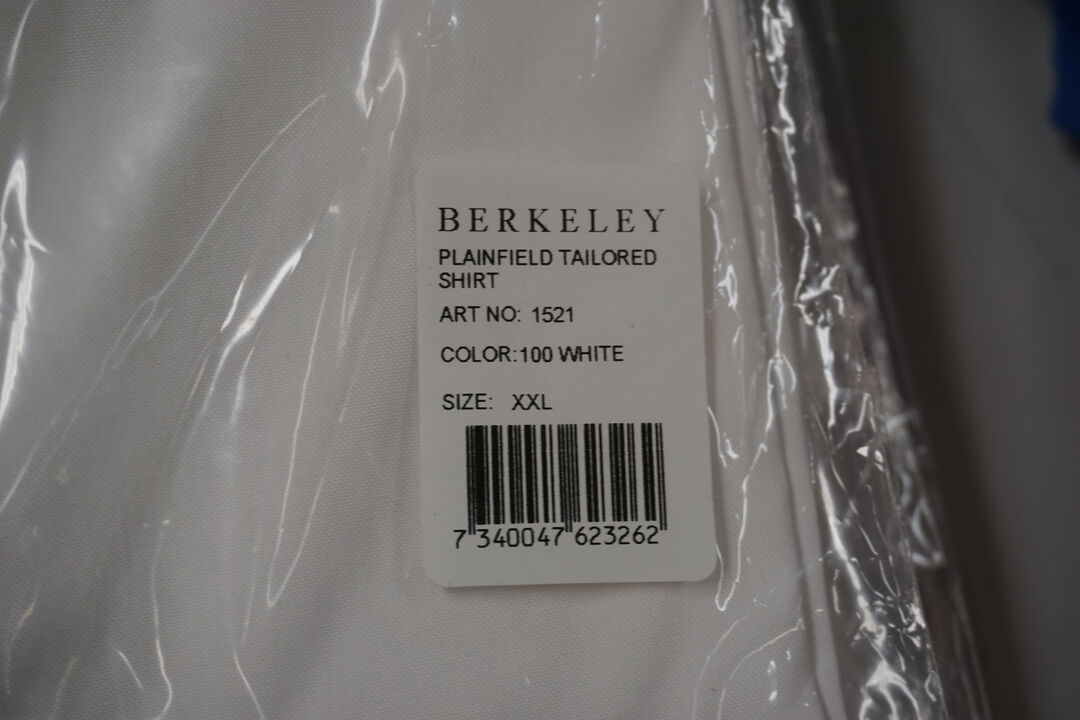 BERKELEY
PLAINFIELD TAILORED
SHIRT
ART NO: 1521
COLOR:100 WHITE
SIZE: XXL
7 340047 623262